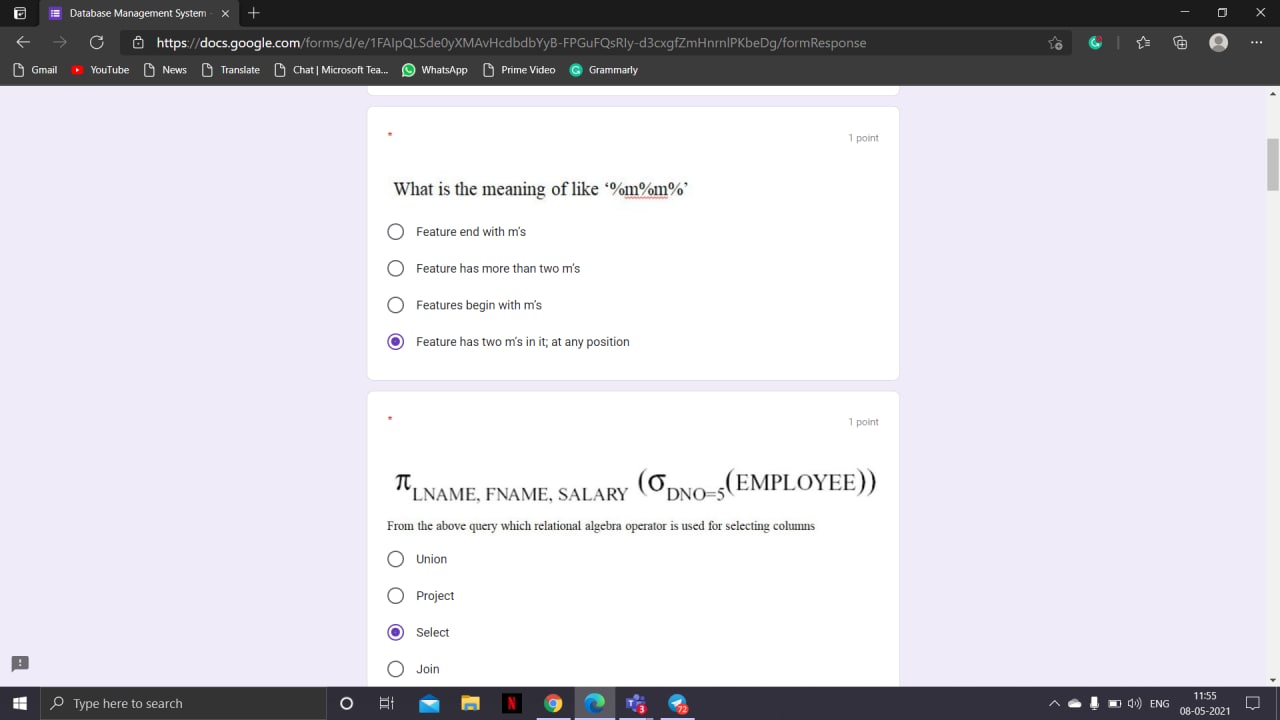 Database Management System
https://docs.google.com/forms/d/e/1FAIpQLSde0yXMAvHcdbdbYyB-FPGuFQsRIy-d3cxgfZmHnrnlPKbeDg/formResponse
Gmail YouTube News Translate Chat | Microsoft Tea... WhatsApp Prime Video Grammarly
*
1 point
What is the meaning of like ‘%m%m%’
Feature end with m's
Feature has more than two m's
Features begin with m's
Feature has two m's in it; at any position
*
1 point
π LNAME, FNAME, SALARY (σ DNO=5(EMPLOYEE))
From the above query which relational algebra operator is used for selecting columns
Union
Project
Select
Join
Type here to search
3
72
ENG
11:55
08-05-2021